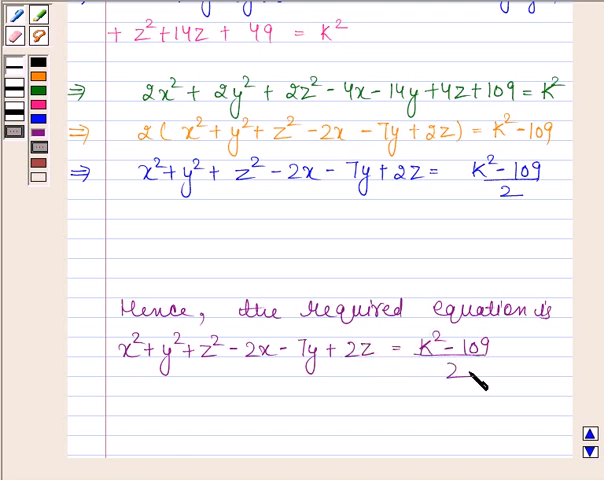 + z² + 14z + 49 = K²
⇒ 2x² + 2y² + 2z² - 4x - 14y + 4z + 109 = K²
⇒ 2(x² + y² + z² - 2x - 7y + 2z) = K² - 109
⇒ x² + y² + z² - 2x - 7y + 2z = (K² - 109)/2
Hence, the required equation is
x² + y² + z² - 2x - 7y + 2z = (K² - 109)/2